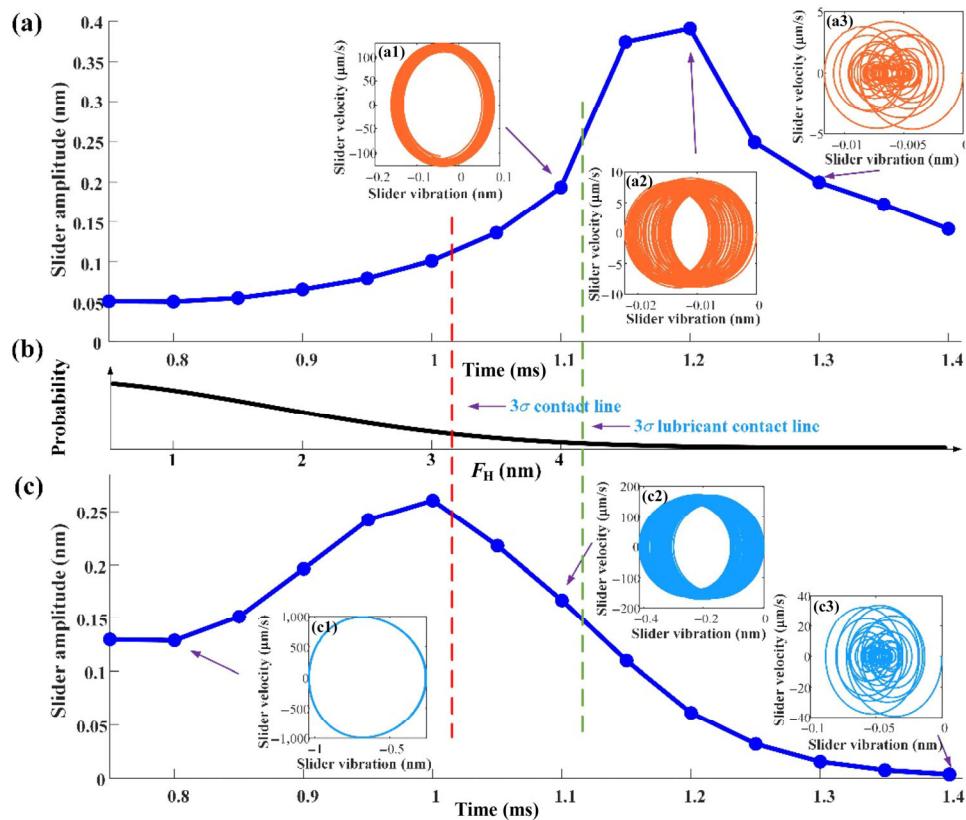 (a)
Slider amplitude (nm)
0.4
0.35
0.3
0.25
0.2
0.15
0.1
0.05
0
0.8
0.9
1
1.1
1.2
1.3
1.4
Time (ms)
(a1)
Slider velocity (µm/s)
100
50
0
−50
−100
−0.2
−0.1
0
0.1
Slider vibration (nm)
(a2)
Slider velocity (µm/s)
10
5
0
−5
−10
−0.02
−0.01
0
Slider vibration (nm)
(a3)
Slider velocity (µm/s)
5
0
5
−0.01
−0.005
0
Slider vibration (nm)
(b)
Probability
3σ contact line
3σ lubricant contact line
1
2
3
4
FH (nm)
(c)
Slider amplitude (nm)
0.25
0.2
0.15
0.1
0.05
0
0.8
0.9
1
1.1
1.2
1.3
1.4
Time (ms)
(c1)
Slider velocity (µm/s)
1,000
500
0
−500
−1,000
−1
−0.5
Slider vibration (nm)
(c2)
Slider velocity (µm/s)
200
100
0
−100
−200
−0.4
−0.2
0
Slider vibration (nm)
(c3)
Slider velocity (µm/s)
40
20
0
−20
−40
−0.1
−0.05
0
Slider vibration (nm)